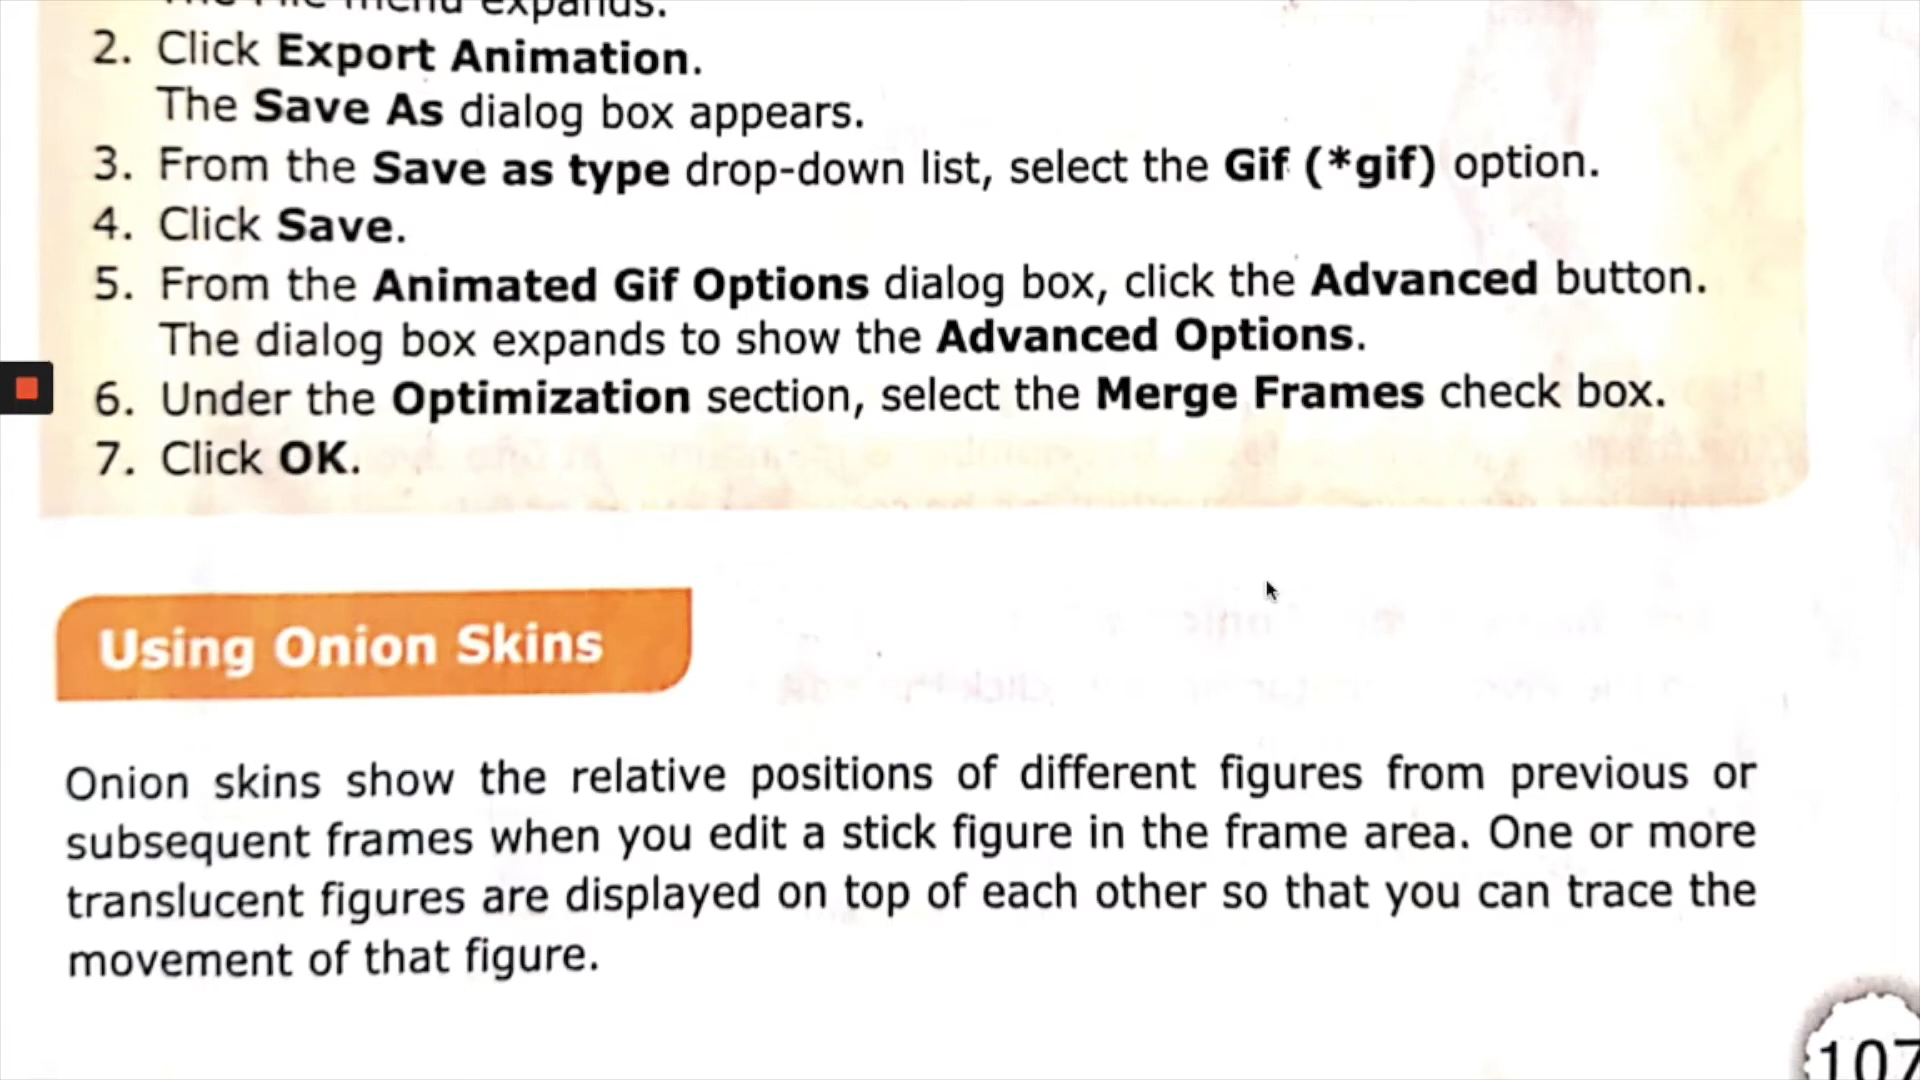 The File menu expands.
2. Click Export Animation.
The Save As dialog box appears.
3. From the Save as type drop-down list, select the Gif (*gif) option.
4. Click Save.
5. From the Animated Gif Options dialog box, click the Advanced button.
The dialog box expands to show the Advanced Options.
6. Under the Optimization section, select the Merge Frames check box.
7. Click OK.
Using Onion Skins
Onion skins show the relative positions of different figures from previous or
subsequent frames when you edit a stick figure in the frame area. One or more
translucent figures are displayed on top of each other so that you can trace the
movement of that figure.
107